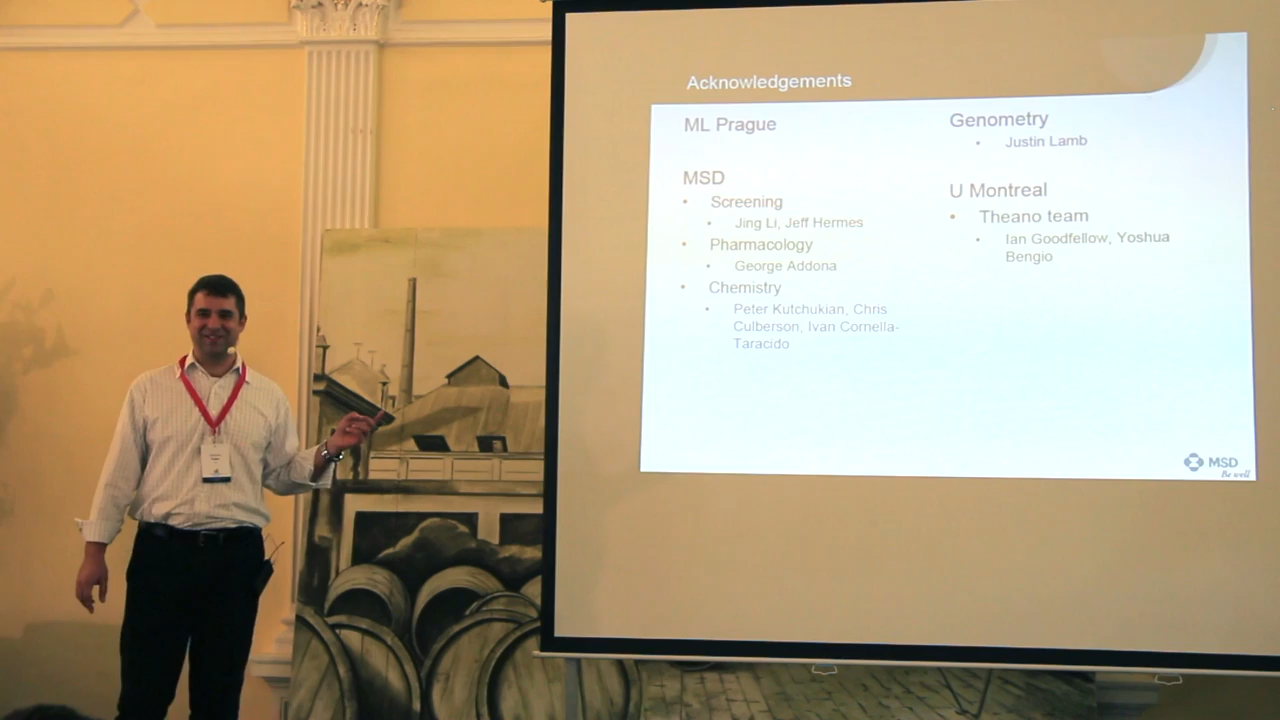 Acknowledgements
ML Prague
MSD
• Screening
• Jing Li, Jeff Hermes
• Pharmacology
• George Addona
• Chemistry
• Peter Kutchukian, Chris
Culberson, Ivan Cornella-
Taracido
Genometry
• Justin Lamb
U Montreal
• Theano team
• Ian Goodfellow, Yoshua
Bengio
MSD
Be well